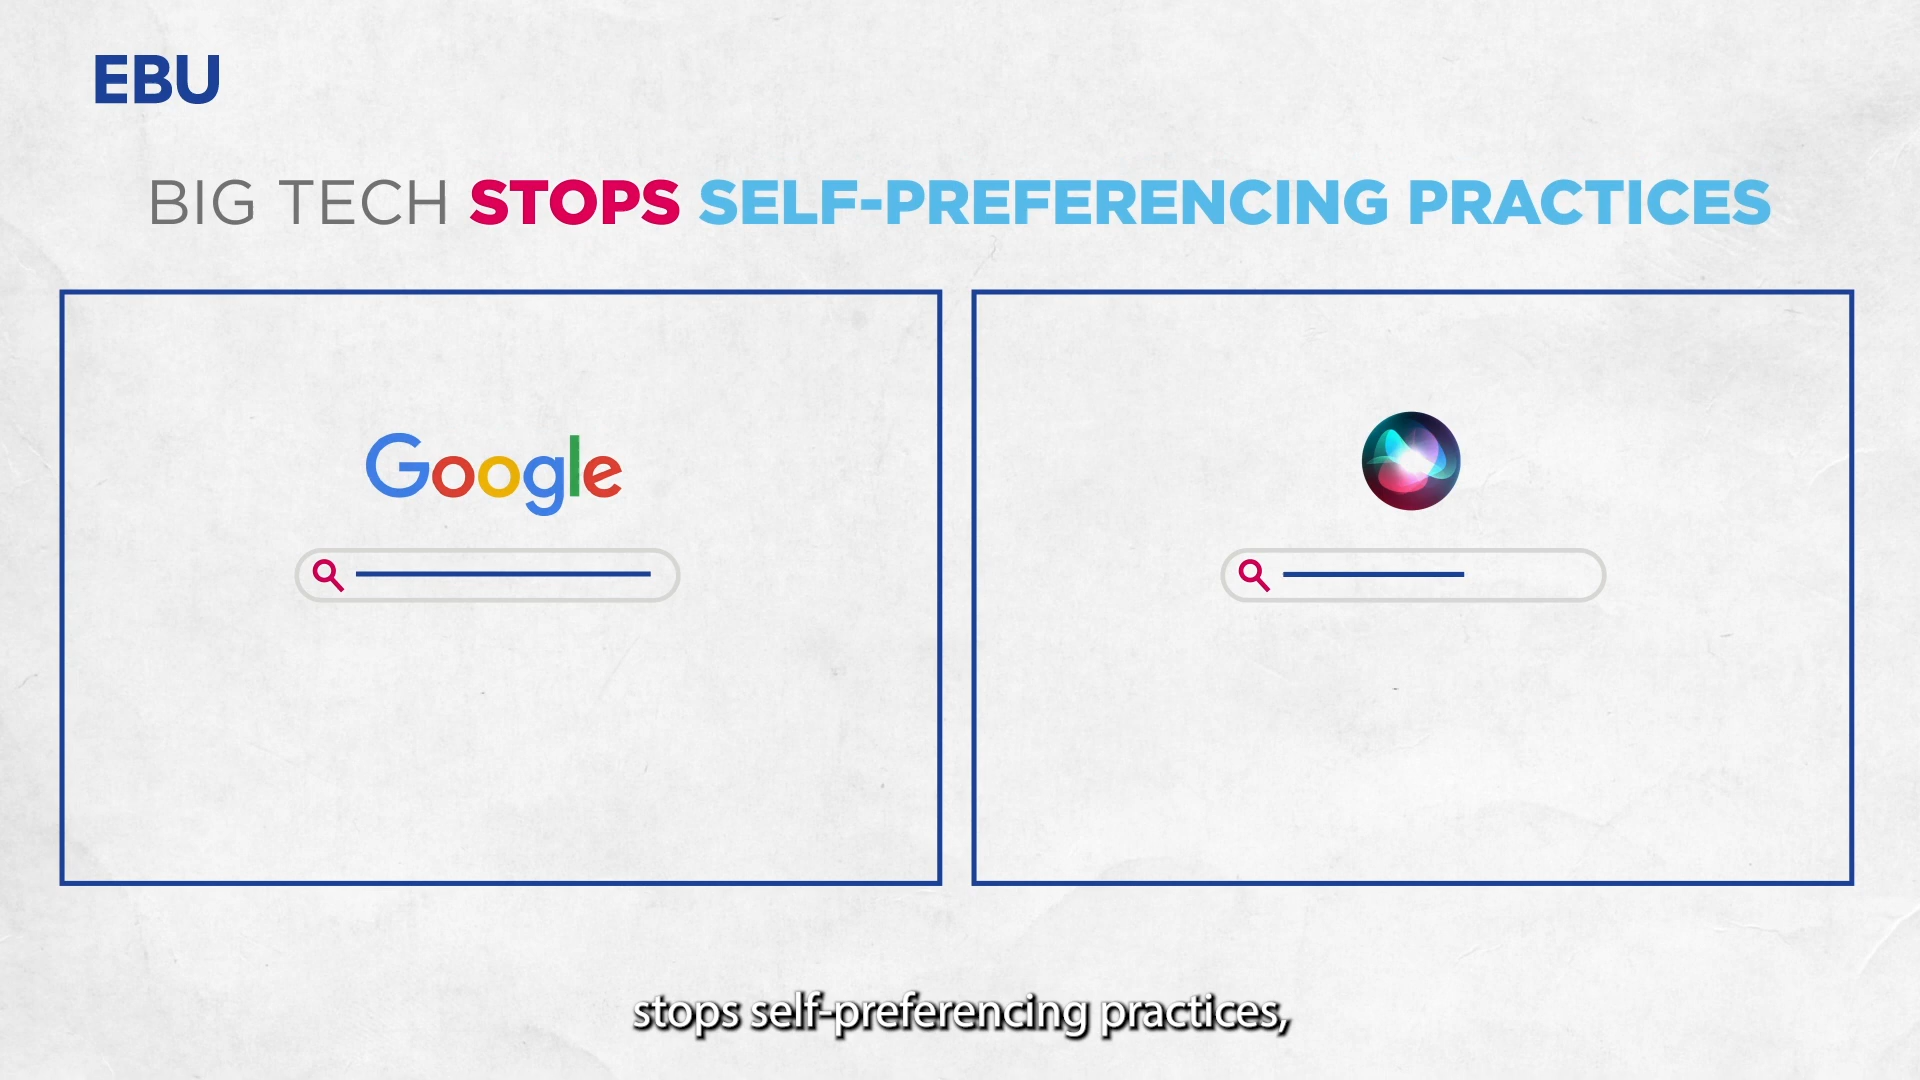 EBU
BIG TECH STOPS SELF-PREFERENCING PRACTICES
Google
stops self-preferencing practices,